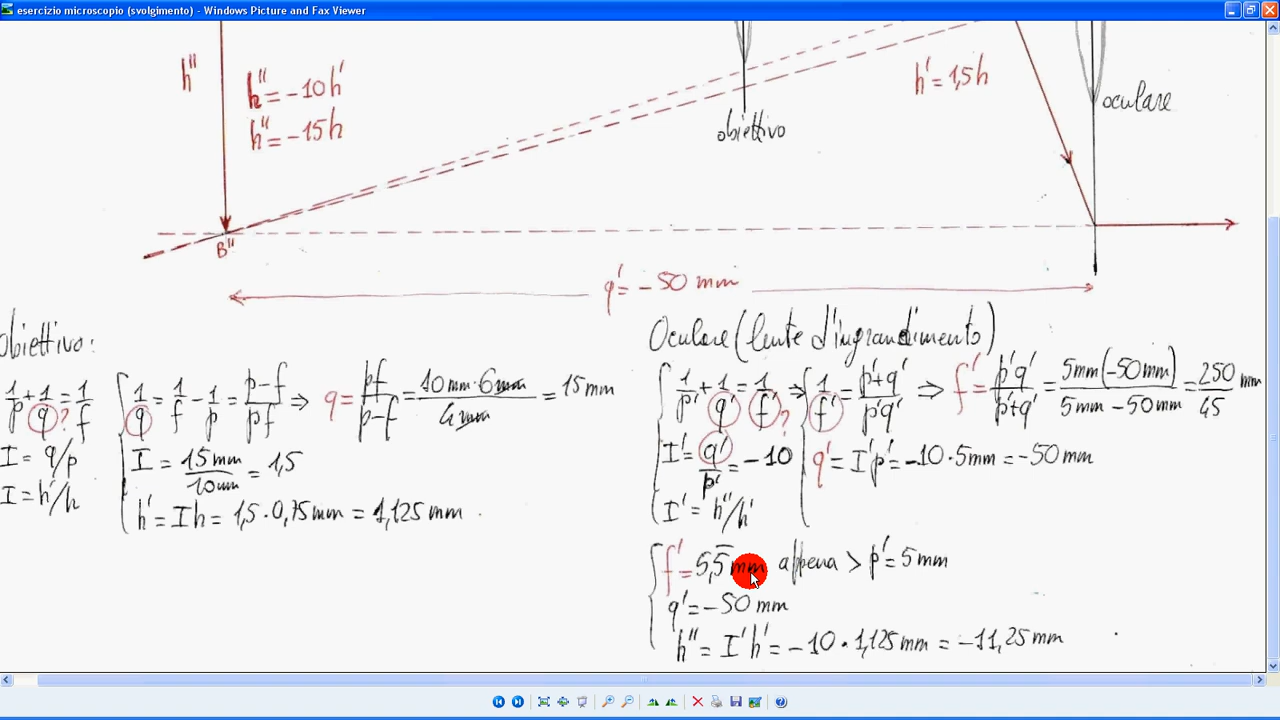 esercizio microscopio (svolgimento) - Windows Picture and Fax Viewer
h''
h'' = -10h'
h'' = -15h
h' = 1,5h
obiettivo
oculare
B''
q' = -50 mm
Obiettivo:
1/p + 1/q = 1/f
?
I = q/p
I = h'/h
1/q = 1/f - 1/p = p-f/pf ⇒ q = pf/p-f = 10mm·6mm/4mm = 15mm
I = 15mm/10mm = 1,5
h' = Ih = 1,5·0,75mm = 1,125mm
Oculare (lente d'ingrandimento)
1/p' + 1/q' = 1/f' ⇒ 1/f' = p'+q'/p'q' ⇒ f' = p'q'/p'+q' = 5mm(-50mm)/5mm-50mm = 250/45 mm
?
I' = q'/p' = -10
q' = I'p' = -10·5mm = -50mm
I' = h''/h'
f' = 5,5̅mm appena > p' = 5mm
q' = -50mm
h'' = I'h' = -10·1,125mm = -11,25mm